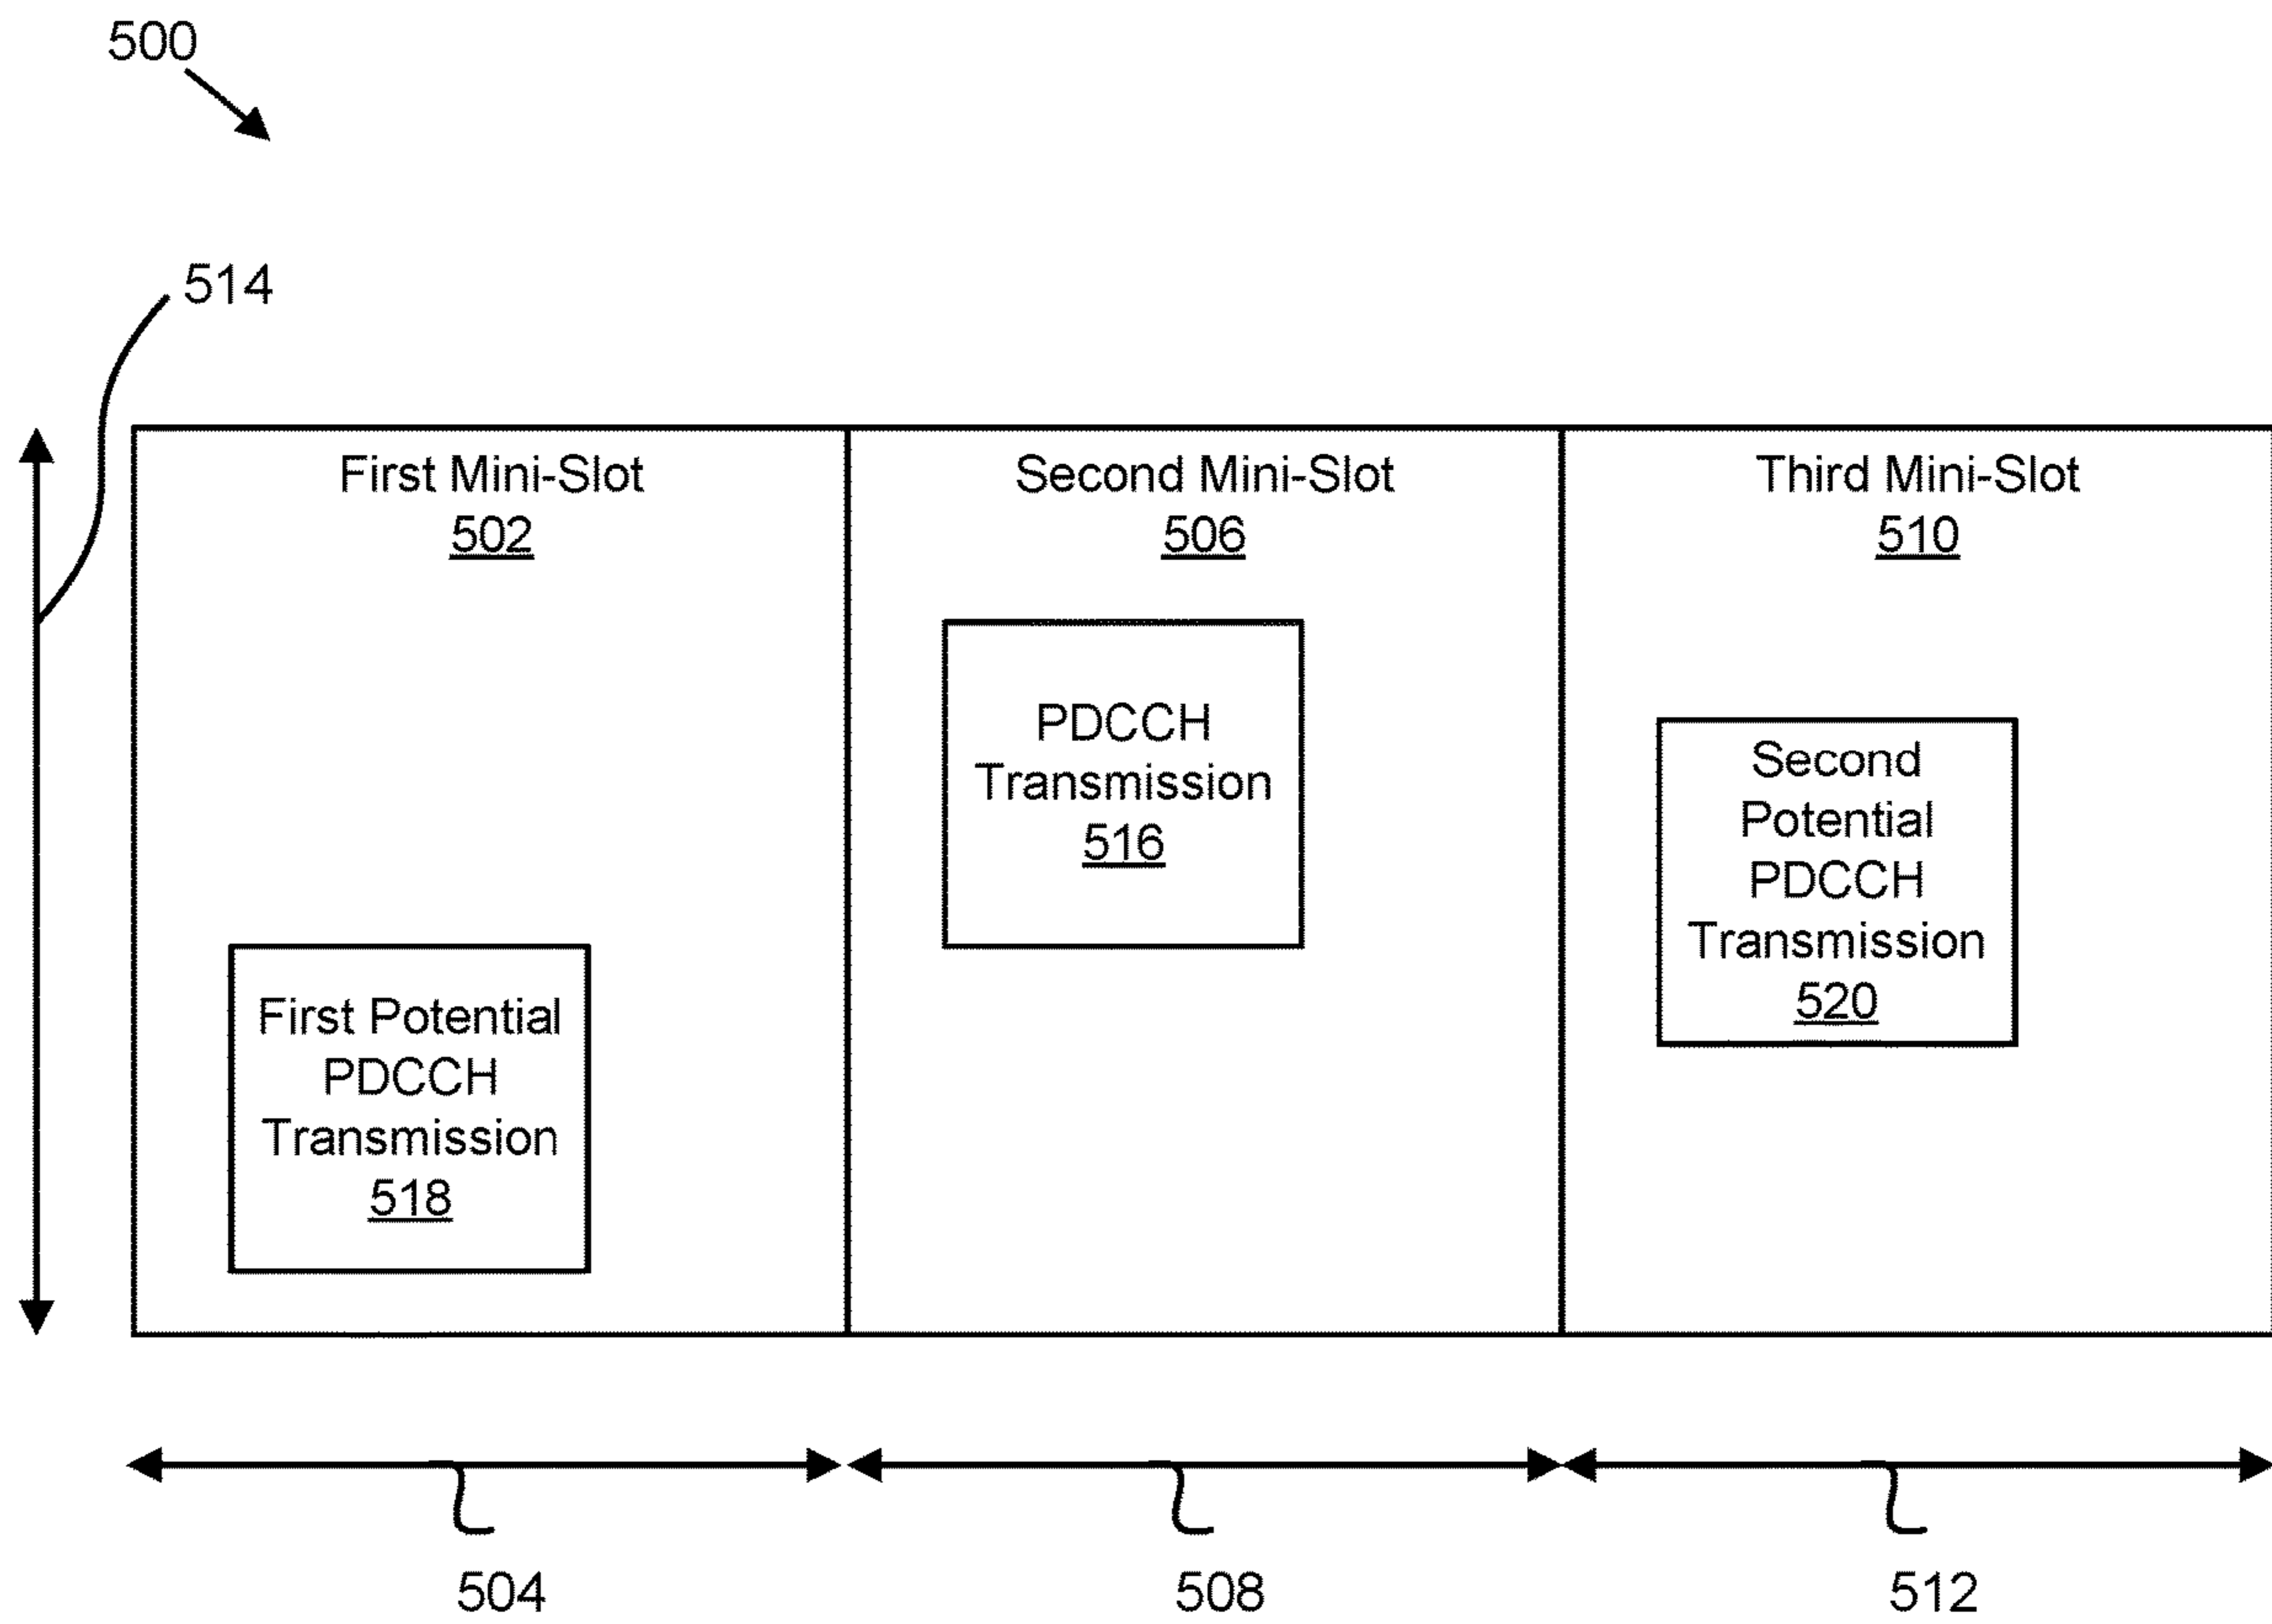 500
514
First Mini-Slot
502
Second Mini-Slot
506
Third Mini-Slot
510
First Potential
PDCCH
Transmission
518
PDCCH
Transmission
516
Second
Potential
PDCCH
Transmission
520
504
508
512